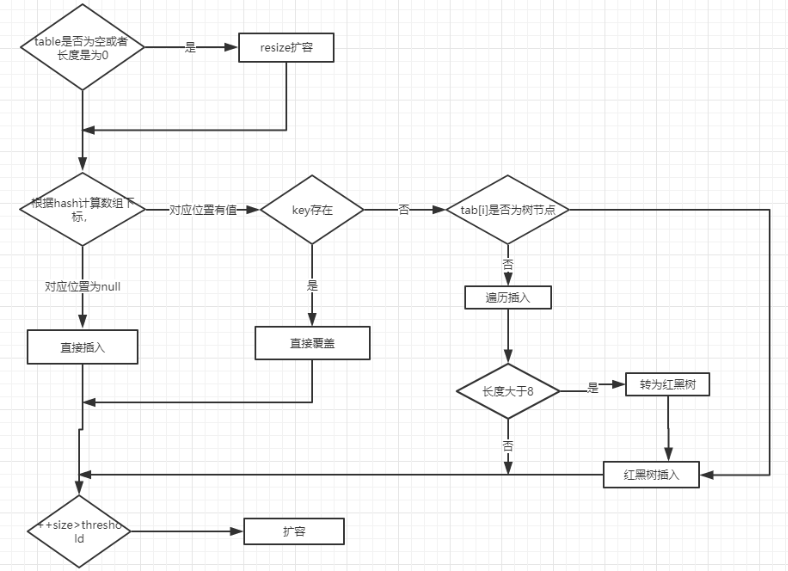 table是否为空或者
长度是为0
是
resize扩容
根据hash计算数组下
标,
对应位置有值
key存在
否
tab[i]是否为树节点
否
对应位置为null
是
遍历插入
直接插入
直接覆盖
长度大于8
是
转为红黑树
否
红黑树插入
++size>thresho
ld
扩容